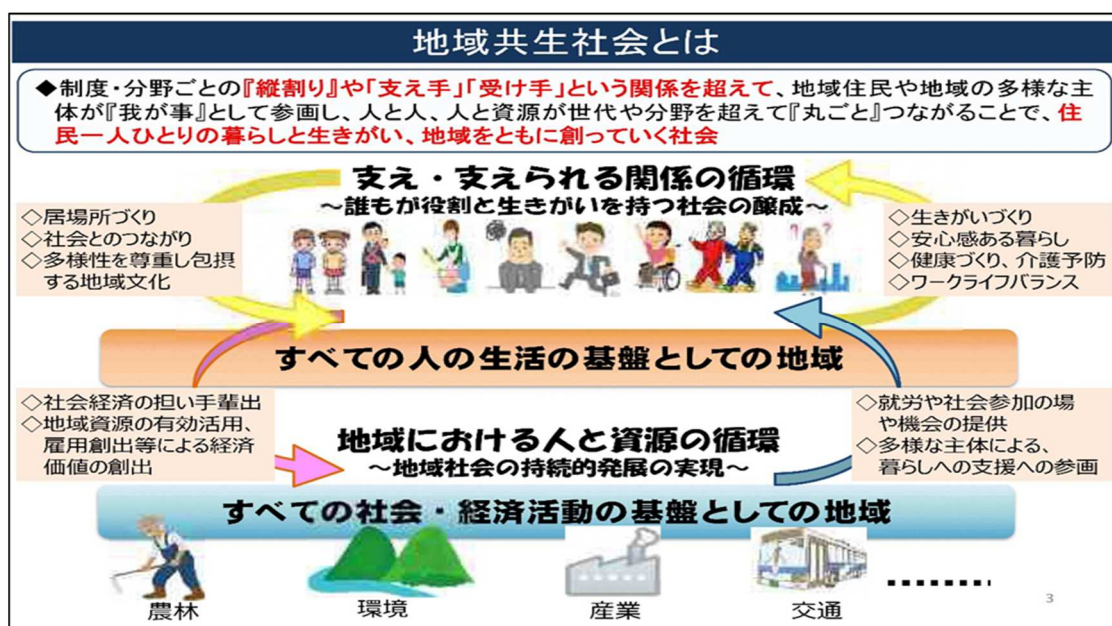 地域共生社会とは
◆制度・分野ごとの『縦割り』や「支え手」「受け手」という関係を超えて、地域住民や地域の多様な主
体が『我が事』として参画し、人と人、人と資源が世代や分野を超えて『丸ごと』つながることで、住
民一人ひとりの暮らしと生きがい、地域をともに創っていく社会
支え・支えられる関係の循環
～誰もが役割と生きがいを持つ社会の醸成～
◇居場所づくり
◇社会とのつながり
◇多様性を尊重し包摂
する地域文化
◇生きがいづくり
◇安心感ある暮らし
◇健康づくり、介護予防
◇ワークライフバランス
すべての人の生活の基盤としての地域
◇社会経済の担い手輩出
◇地域資源の有効活用、
雇用創出等による経済
価値の創出
地域における人と資源の循環
～地域社会の持続的発展の実現～
◇就労や社会参加の場
や機会の提供
◇多様な主体による、
暮らしへの支援への参画
すべての社会・経済活動の基盤としての地域
農林
環境
産業
交通
3